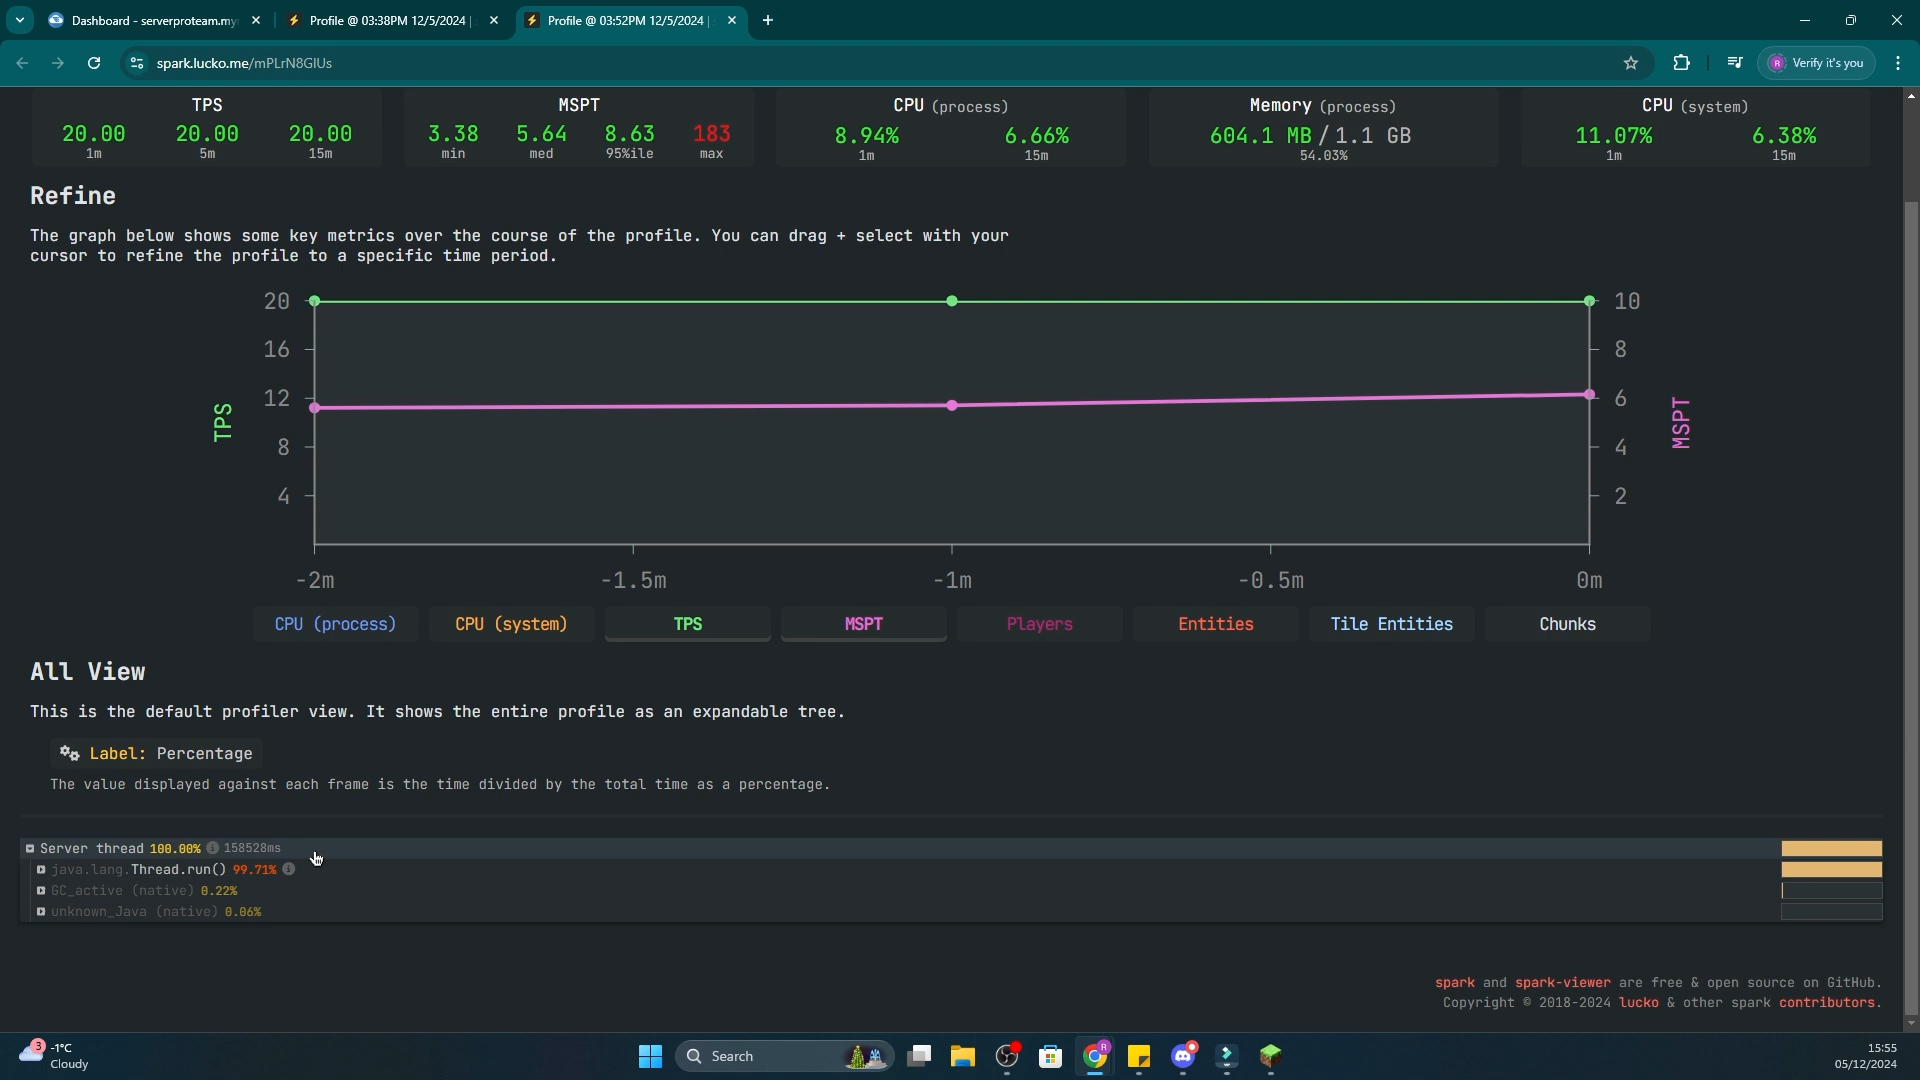 Dashboard - serverproteam.my
Profile @ 03:38PM 12/5/2024 |
Profile @ 03:52PM 12/5/2024 |
spark.lucko.me/mPLrN8GIUs
R
Verify it's you
TPS
20.00 20.00 20.00
1m 5m 15m
MSPT
3.38 5.64 8.63 183
min med 95%ile max
CPU (process)
8.94% 6.66%
1m 15m
Memory (process)
604.1 MB / 1.1 GB
54.03%
CPU (system)
11.07% 6.38%
1m 15m
Refine
The graph below shows some key metrics over the course of the profile. You can drag + select with your
cursor to refine the profile to a specific time period.
20
16
12
8
4
TPS
10
8
6
4
2
MSPT
-2m -1.5m -1m -0.5m 0m
CPU (process) CPU (system) TPS MSPT Players Entities Tile Entities Chunks
All View
This is the default profiler view. It shows the entire profile as an expandable tree.
Label: Percentage
The value displayed against each frame is the time divided by the total time as a percentage.
Server thread 100.00% 158528ms
java.lang.Thread.run() 99.71%
GC_active (native) 0.22%
unknown_Java (native) 0.06%
spark and spark-viewer are free & open source on GitHub.
Copyright © 2018-2024 lucko & other spark contributors.
3
-1°C
Cloudy
Search
R
15:55
05/12/2024